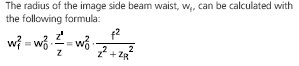 The radius of the image side beam waist, wf, can be calculated with
the following formula:
wf² = w0² · z'/z = w0² · f²/(z² + zR²)